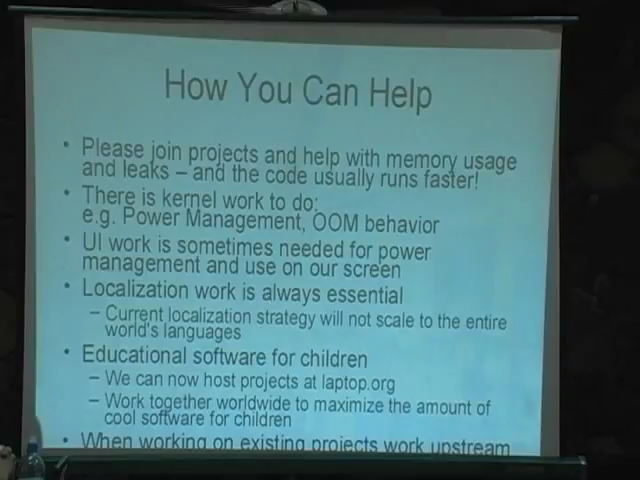 How You Can Help
• Please join projects and help with memory usage
and leaks – and the code usually runs faster!
• There is kernel work to do:
e.g. Power Management, OOM behavior
• UI work is sometimes needed for power
management and use on our screen
• Localization work is always essential
– Current localization strategy will not scale to the entire
world's languages
• Educational software for children
– We can now host projects at laptop.org
– Work together worldwide to maximize the amount of
cool software for children
• When working on existing projects work upstream